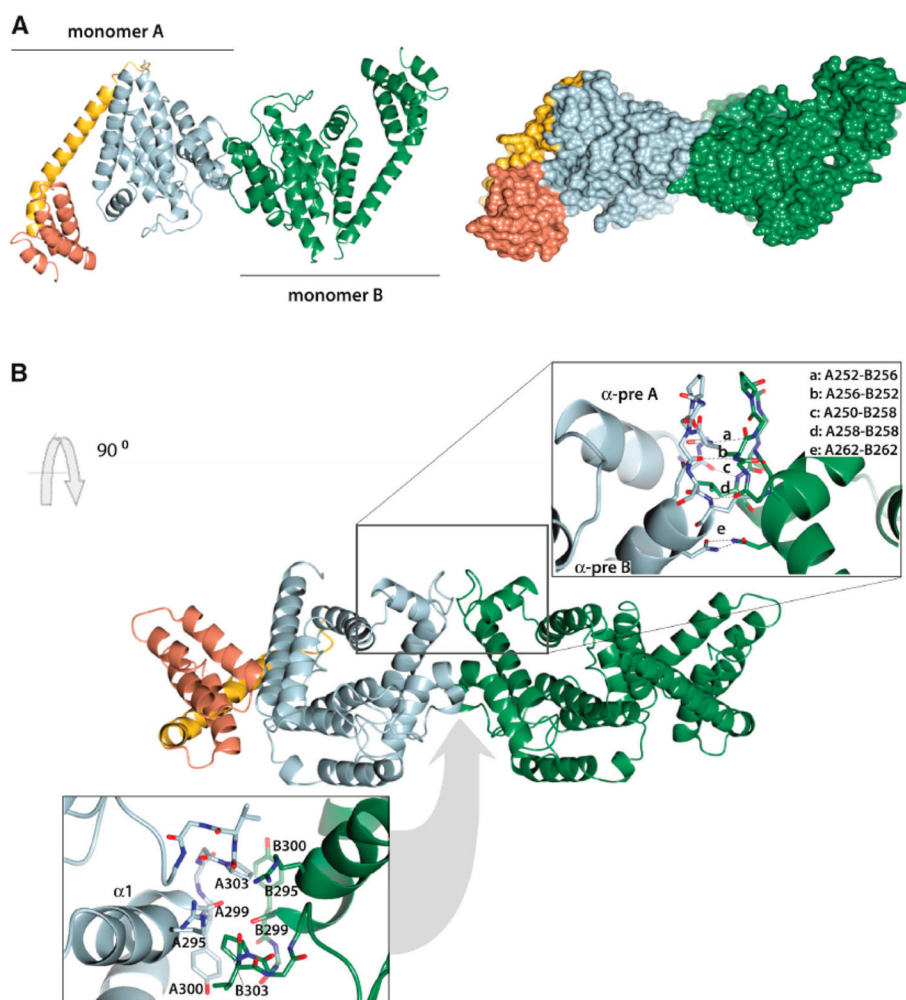 A
monomer A
monomer B
B
90 º
α-pre A
a: A252-B256
b: A256-B252
c: A250-B258
d: A258-B258
e: A262-B262
a
b
c
d
e
α-pre B
B300
A303
B295
α1
A299
B299
A295
A300
B303